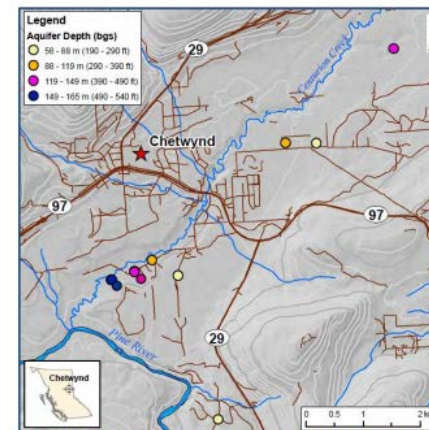 Legend
Aquifer Depth (bgs)
58 - 88 m (190 - 290 ft)
88 - 119 m (290 - 390 ft)
119 - 149 m (390 - 490 ft)
149 - 165 m (490 - 540 ft)
29
Centurion Creek
Chetwynd
97
97
29
Pine River
Chetwynd
0 0.5 1 2 k
29